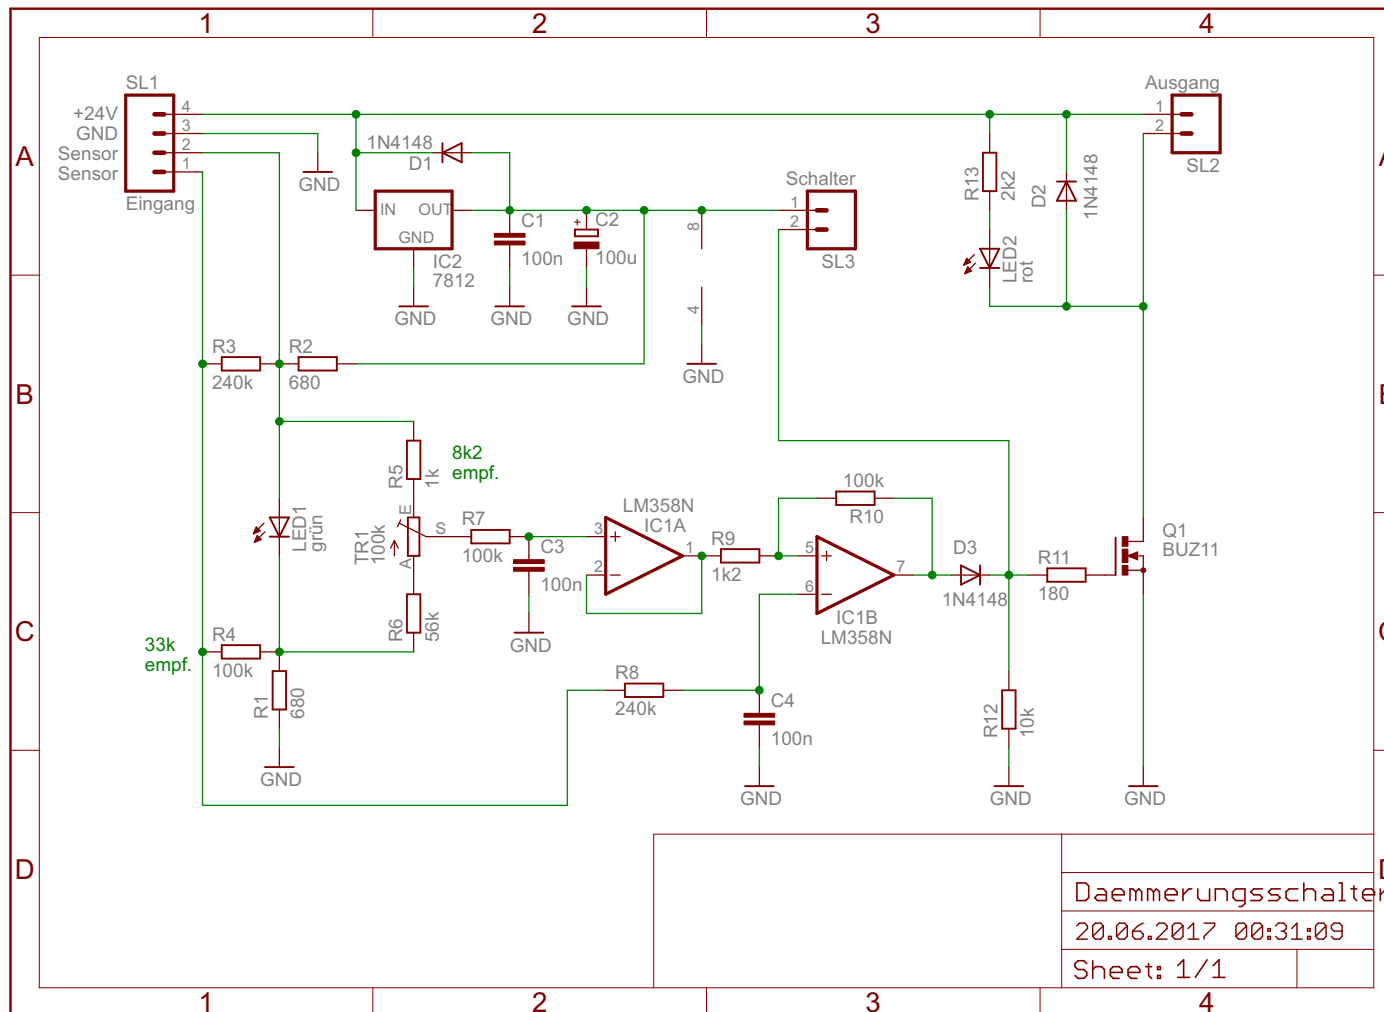 1 2 3 4
SL1
+24V 4
GND 3
Sensor 2
Sensor 1
Eingang
GND
1N4148
D1
IN OUT
GND
IC2
7812
GND
C1
100n
GND
+ C2
100u
GND
8
4
GND
Schalter
1
2
SL3
R13
2k2
LED2
rot
D2
1N4148
Ausgang
1
2
SL2
A
B
C
D
A
R3
240k
R2
680
R5
1k
8k2
empf.
LED1
grün
TR1
100k
E
S
A
R7
100k
C3
100n
GND
R6
56k
33k
empf.
R4
100k
R1
680
GND
LM358N
IC1A
3
2
1
+
−
R9
1k2
100k
R10
5
6
7
+
−
IC1B
LM358N
D3
1N4148
R11
180
Q1
BUZ11
R8
240k
C4
100n
GND
R12
10k
GND
GND
Daemmerungsschalter
20.06.2017 00:31:09
Sheet: 1/1
1 2 3 4